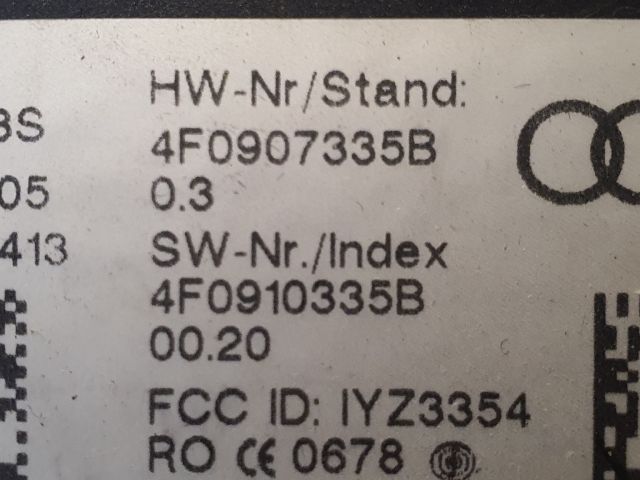 HW-Nr/Stand:
3S
4F0907335B
05
0.3
413
SW-Nr./Index
4F0910335B
00.20
FCC ID: IYZ3354
RO CE 0678